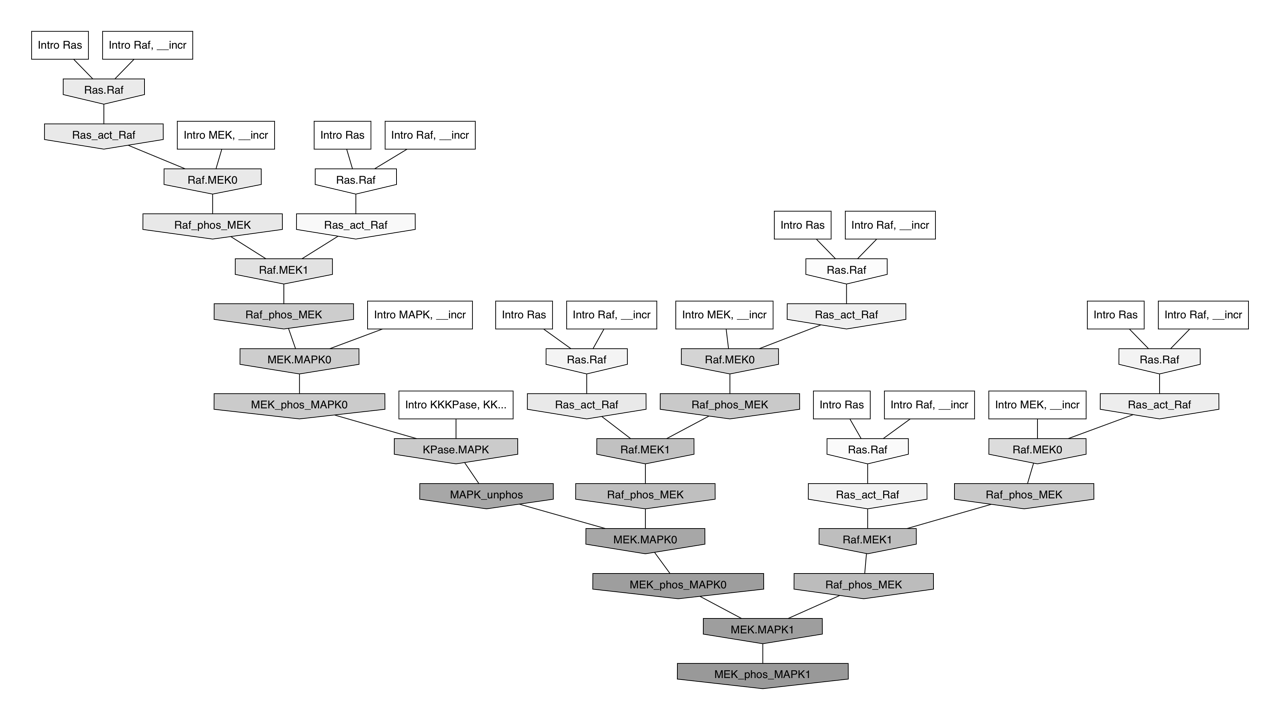 Intro Ras
Intro Raf, __incr
Ras.Raf
Ras_act_Raf
Intro MEK, __incr
Intro Ras
Intro Raf, __incr
Raf.MEK0
Ras.Raf
Raf_phos_MEK
Ras_act_Raf
Intro Ras
Intro Raf, __incr
Raf.MEK1
Ras.Raf
Raf_phos_MEK
Intro MAPK, __incr
Intro Ras
Intro Raf, __incr
Intro MEK, __incr
Ras_act_Raf
Intro Ras
Intro Raf, __incr
MEK.MAPK0
Ras.Raf
Raf.MEK0
Ras.Raf
MEK_phos_MAPK0
Intro KKKPase, KK...
Ras_act_Raf
Raf_phos_MEK
Intro Ras
Intro Raf, __incr
Intro MEK, __incr
Ras_act_Raf
KPase.MAPK
Raf.MEK1
Ras.Raf
Raf.MEK0
MAPK_unphos
Raf_phos_MEK
Ras_act_Raf
Raf_phos_MEK
MEK.MAPK0
Raf.MEK1
MEK_phos_MAPK0
Raf_phos_MEK
MEK.MAPK1
MEK_phos_MAPK1